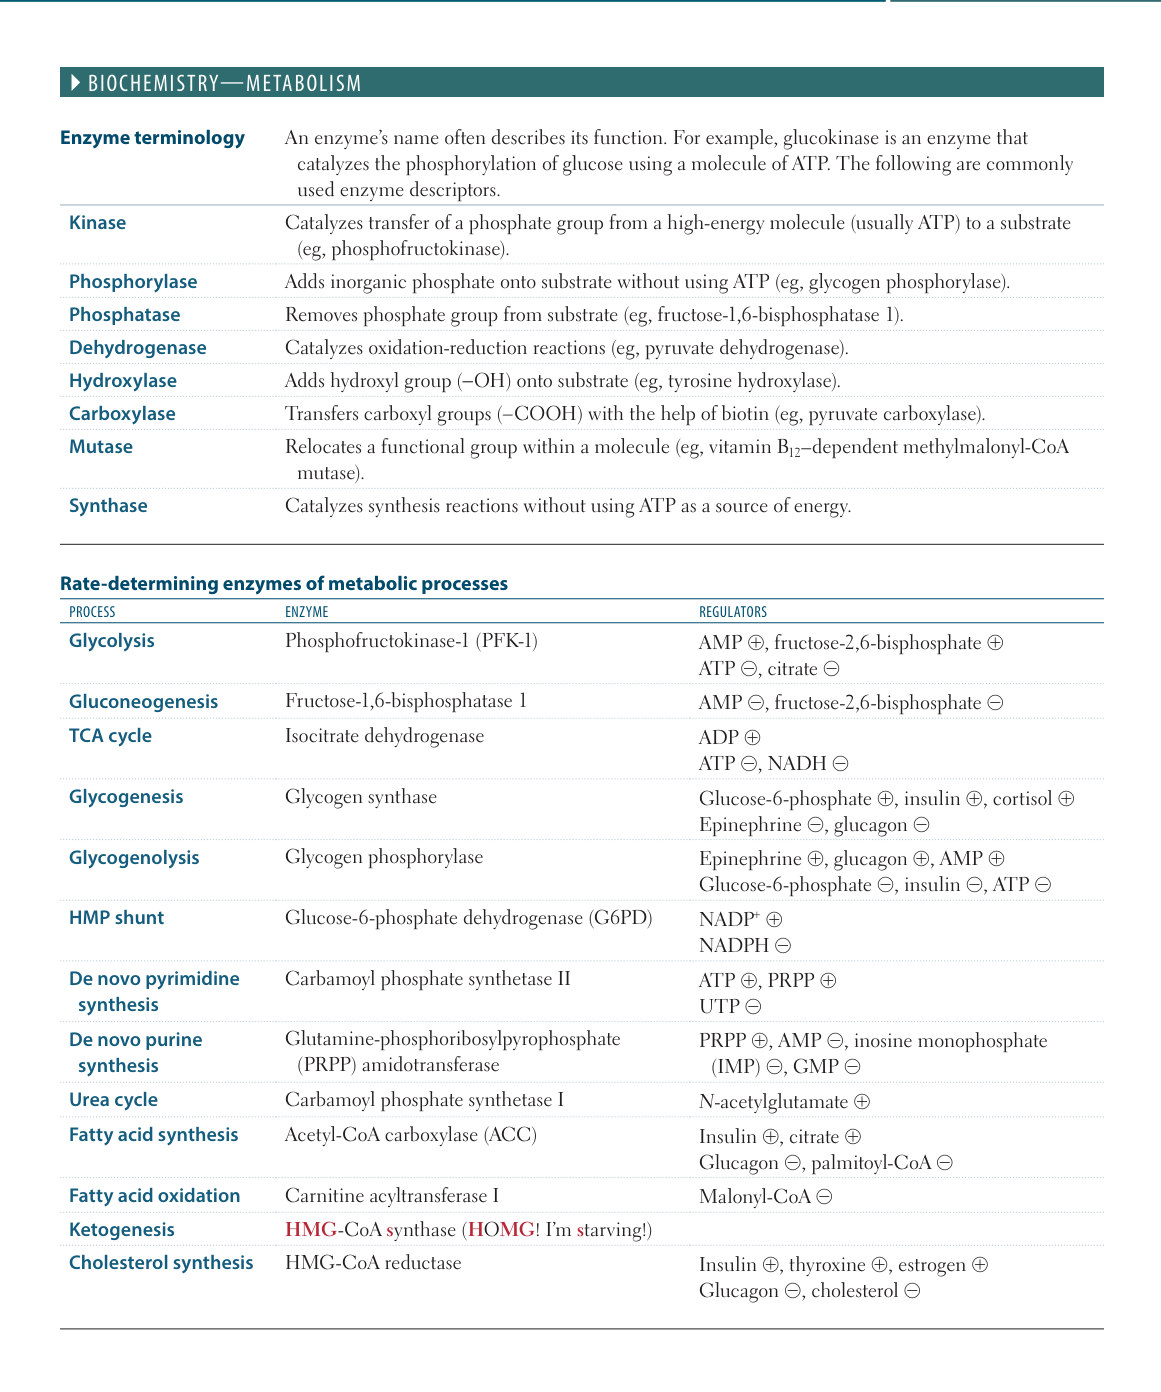 BIOCHEMISTRY—METABOLISM
Enzyme terminology An enzyme's name often describes its function. For example, glucokinase is an enzyme that
catalyzes the phosphorylation of glucose using a molecule of ATP. The following are commonly
used enzyme descriptors.
Kinase Catalyzes transfer of a phosphate group from a high-energy molecule (usually ATP) to a substrate
(eg, phosphofructokinase).
Phosphorylase Adds inorganic phosphate onto substrate without using ATP (eg, glycogen phosphorylase).
Phosphatase Removes phosphate group from substrate (eg, fructose-1,6-bisphosphatase 1).
Dehydrogenase Catalyzes oxidation-reduction reactions (eg, pyruvate dehydrogenase).
Hydroxylase Adds hydroxyl group (−OH) onto substrate (eg, tyrosine hydroxylase).
Carboxylase Transfers carboxyl groups (−COOH) with the help of biotin (eg, pyruvate carboxylase).
Mutase Relocates a functional group within a molecule (eg, vitamin B₁₂–dependent methylmalonyl-CoA
mutase).
Synthase Catalyzes synthesis reactions without using ATP as a source of energy.
Rate-determining enzymes of metabolic processes
PROCESS ENZYME REGULATORS
Glycolysis Phosphofructokinase-1 (PFK-1) AMP ⊕, fructose-2,6-bisphosphate ⊕
ATP ⊖, citrate ⊖
Gluconeogenesis Fructose-1,6-bisphosphatase 1 AMP ⊖, fructose-2,6-bisphosphate ⊖
TCA cycle Isocitrate dehydrogenase ADP ⊕
ATP ⊖, NADH ⊖
Glycogenesis Glycogen synthase Glucose-6-phosphate ⊕, insulin ⊕, cortisol ⊕
Epinephrine ⊖, glucagon ⊖
Glycogenolysis Glycogen phosphorylase Epinephrine ⊕, glucagon ⊕, AMP ⊕
Glucose-6-phosphate ⊖, insulin ⊖, ATP ⊖
HMP shunt Glucose-6-phosphate dehydrogenase (G6PD) NADP⁺ ⊕
NADPH ⊖
De novo pyrimidine Carbamoyl phosphate synthetase II ATP ⊕, PRPP ⊕
synthesis UTP ⊖
De novo purine Glutamine-phosphoribosylpyrophosphate PRPP ⊕, AMP ⊖, inosine monophosphate
synthesis (PRPP) amidotransferase (IMP) ⊖, GMP ⊖
Urea cycle Carbamoyl phosphate synthetase I N-acetylglutamate ⊕
Fatty acid synthesis Acetyl-CoA carboxylase (ACC) Insulin ⊕, citrate ⊕
Glucagon ⊖, palmitoyl-CoA ⊖
Fatty acid oxidation Carnitine acyltransferase I Malonyl-CoA ⊖
Ketogenesis HMG-CoA synthase (HOMG! I'm starving!)
Cholesterol synthesis HMG-CoA reductase Insulin ⊕, thyroxine ⊕, estrogen ⊕
Glucagon ⊖, cholesterol ⊖